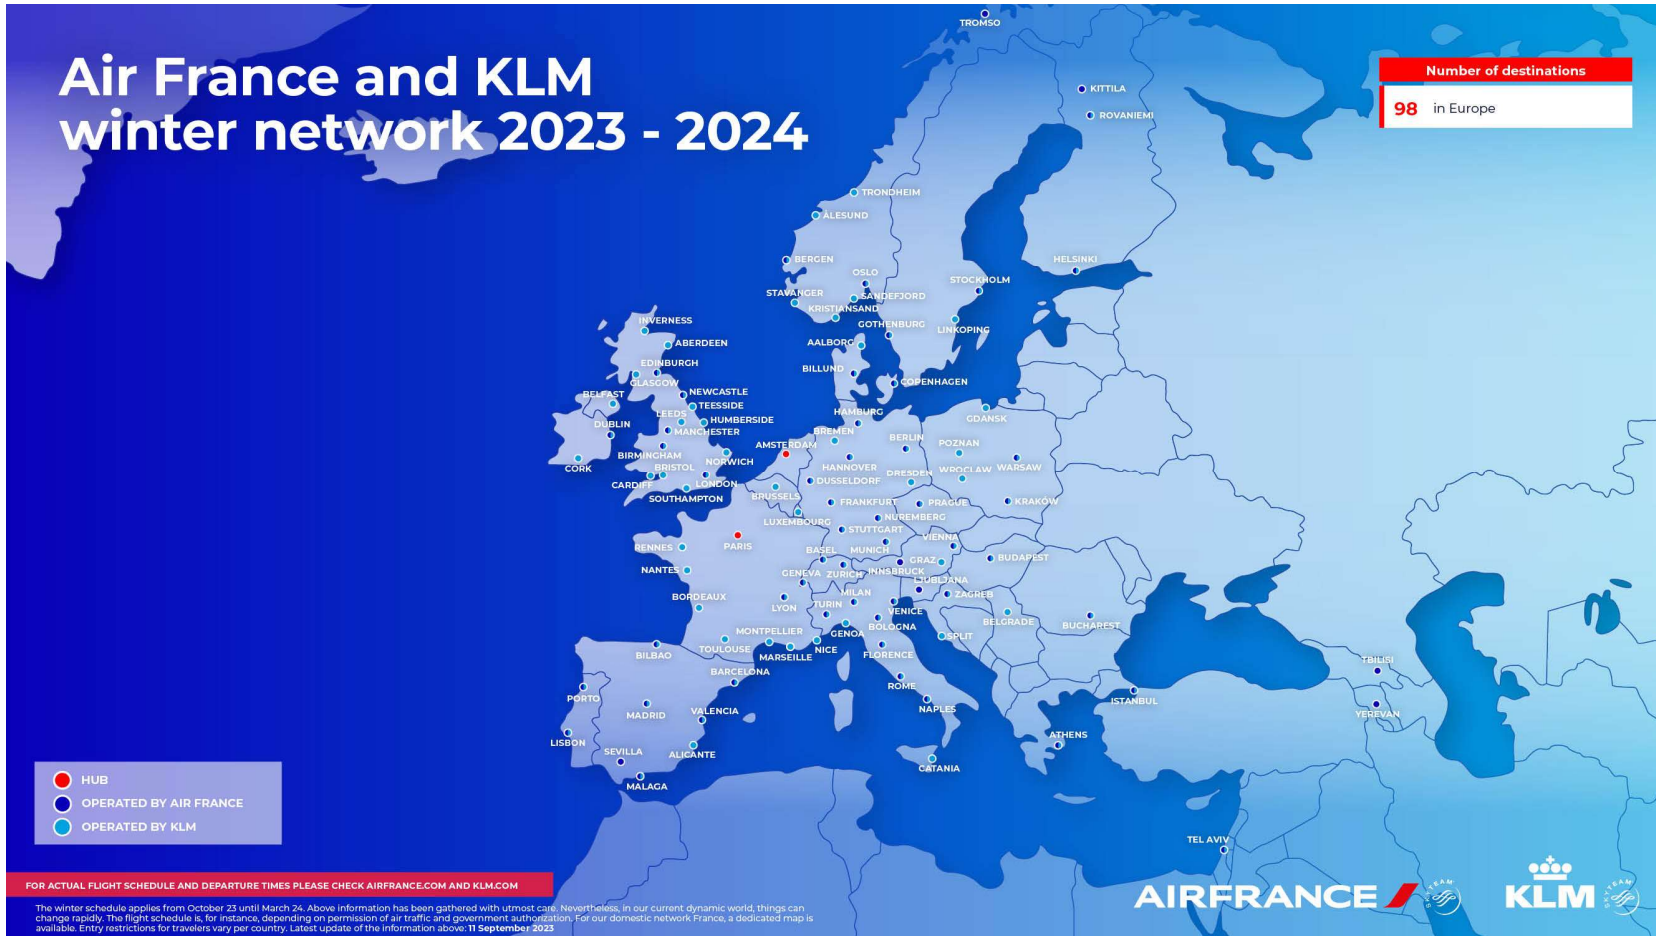 Air France and KLM
winter network 2023 - 2024
Number of destinations
98 in Europe
TROMSO
KITTILA
ROVANIEMI
TRONDHEIM
ÅLESUND
BERGEN
HELSINKI
OSLO
STOCKHOLM
STAVANGER
SANDEFJORD
KRISTIANSAND
INVERNESS
GOTHENBURG
LINKOPING
ABERDEEN
AALBORG
EDINBURGH
BILLUND
GLASGOW
COPENHAGEN
BELFAST
NEWCASTLE
TEESSIDE
LEEDS
HAMBURG
GDANSK
HUMBERSIDE
DUBLIN
MANCHESTER
BREMEN
BERLIN
AMSTERDAM
POZNAN
BIRMINGHAM
NORWICH
CORK
BRISTOL
HANNOVER
DRESDEN
WROCLAW
WARSAW
CARDIFF
LONDON
DUSSELDORF
SOUTHAMPTON
BRUSSELS
FRANKFURT
PRAGUE
KRAKÓW
LUXEMBOURG
NUREMBERG
STUTTGART
VIENNA
RENNES
PARIS
BASEL
MUNICH
BUDAPEST
GRAZ
NANTES
GENEVA
ZURICH
INNSBRUCK
LJUBLJANA
MILAN
ZAGREB
BORDEAUX
LYON
TURIN
VENICE
BELGRADE
BUCHAREST
BOLOGNA
MONTPELLIER
GENOA
SPLIT
TOULOUSE
NICE
BILBAO
MARSEILLE
FLORENCE
TBILISI
BARCELONA
ROME
PORTO
ISTANBUL
MADRID
VALENCIA
NAPLES
YEREVAN
LISBON
ATHENS
SEVILLA
ALICANTE
CATANIA
MALAGA
TEL AVIV
HUB
OPERATED BY AIR FRANCE
OPERATED BY KLM
FOR ACTUAL FLIGHT SCHEDULE AND DEPARTURE TIMES PLEASE CHECK AIRFRANCE.COM AND KLM.COM
The winter schedule applies from October 23 until March 24. Above information has been gathered with utmost care. Nevertheless, in our current dynamic world, things can
change rapidly. The flight schedule is, for instance, depending on permission of air traffic and government authorization. For our domestic network France, a dedicated map is
available. Entry restrictions for travelers vary per country. Latest update of the information above: 11 September 2023
AIRFRANCE
SKYTEAM
KLM
SKYTEAM